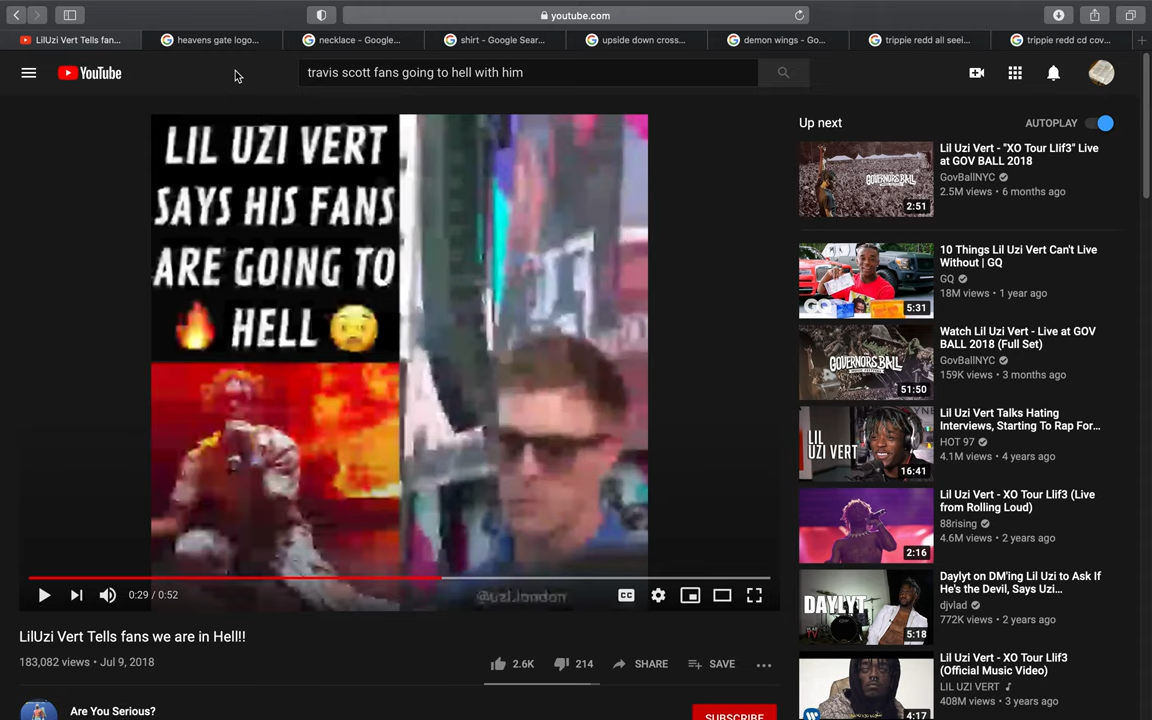 youtube.com
LilUzi Vert Tells fan...
heavens gate logo...
necklace - Google...
shirt - Google Sear...
upside down cross...
demon wings - Go...
trippie redd all seei...
trippie redd cd cov...
YouTube
travis scott fans going to hell with him
LIL UZI VERT
SAYS HIS FANS
ARE GOING TO
HELL
@uzi.london
0:29 / 0:52
CC
LilUzi Vert Tells fans we are in Hell!!
183,082 views • Jul 9, 2018
2.6K
214
SHARE
SAVE
Are You Serious?
SUBSCRIBE
Up next
AUTOPLAY
GOVERNORS BALL
2:51
Lil Uzi Vert - "XO Tour Llif3" Live
at GOV BALL 2018
GovBallNYC
2.5M views • 6 months ago
GQ
5:31
10 Things Lil Uzi Vert Can't Live
Without | GQ
GQ
18M views • 1 year ago
GOVERNORS BALL
51:50
Watch Lil Uzi Vert - Live at GOV
BALL 2018 (Full Set)
GovBallNYC
159K views • 3 months ago
LIL
UZI VERT
16:41
Lil Uzi Vert Talks Hating
Interviews, Starting To Rap For...
HOT 97
4.1M views • 4 years ago
2:16
Lil Uzi Vert - XO Tour Llif3 (Live
from Rolling Loud)
88rising
4.6M views • 2 years ago
DAYLYT
5:18
Daylyt on DM'ing Lil Uzi to Ask If
He's the Devil, Says Uzi...
djvlad
772K views • 2 years ago
4:17
Lil Uzi Vert - XO Tour Llif3
(Official Music Video)
LIL UZI VERT
408M views • 3 years ago